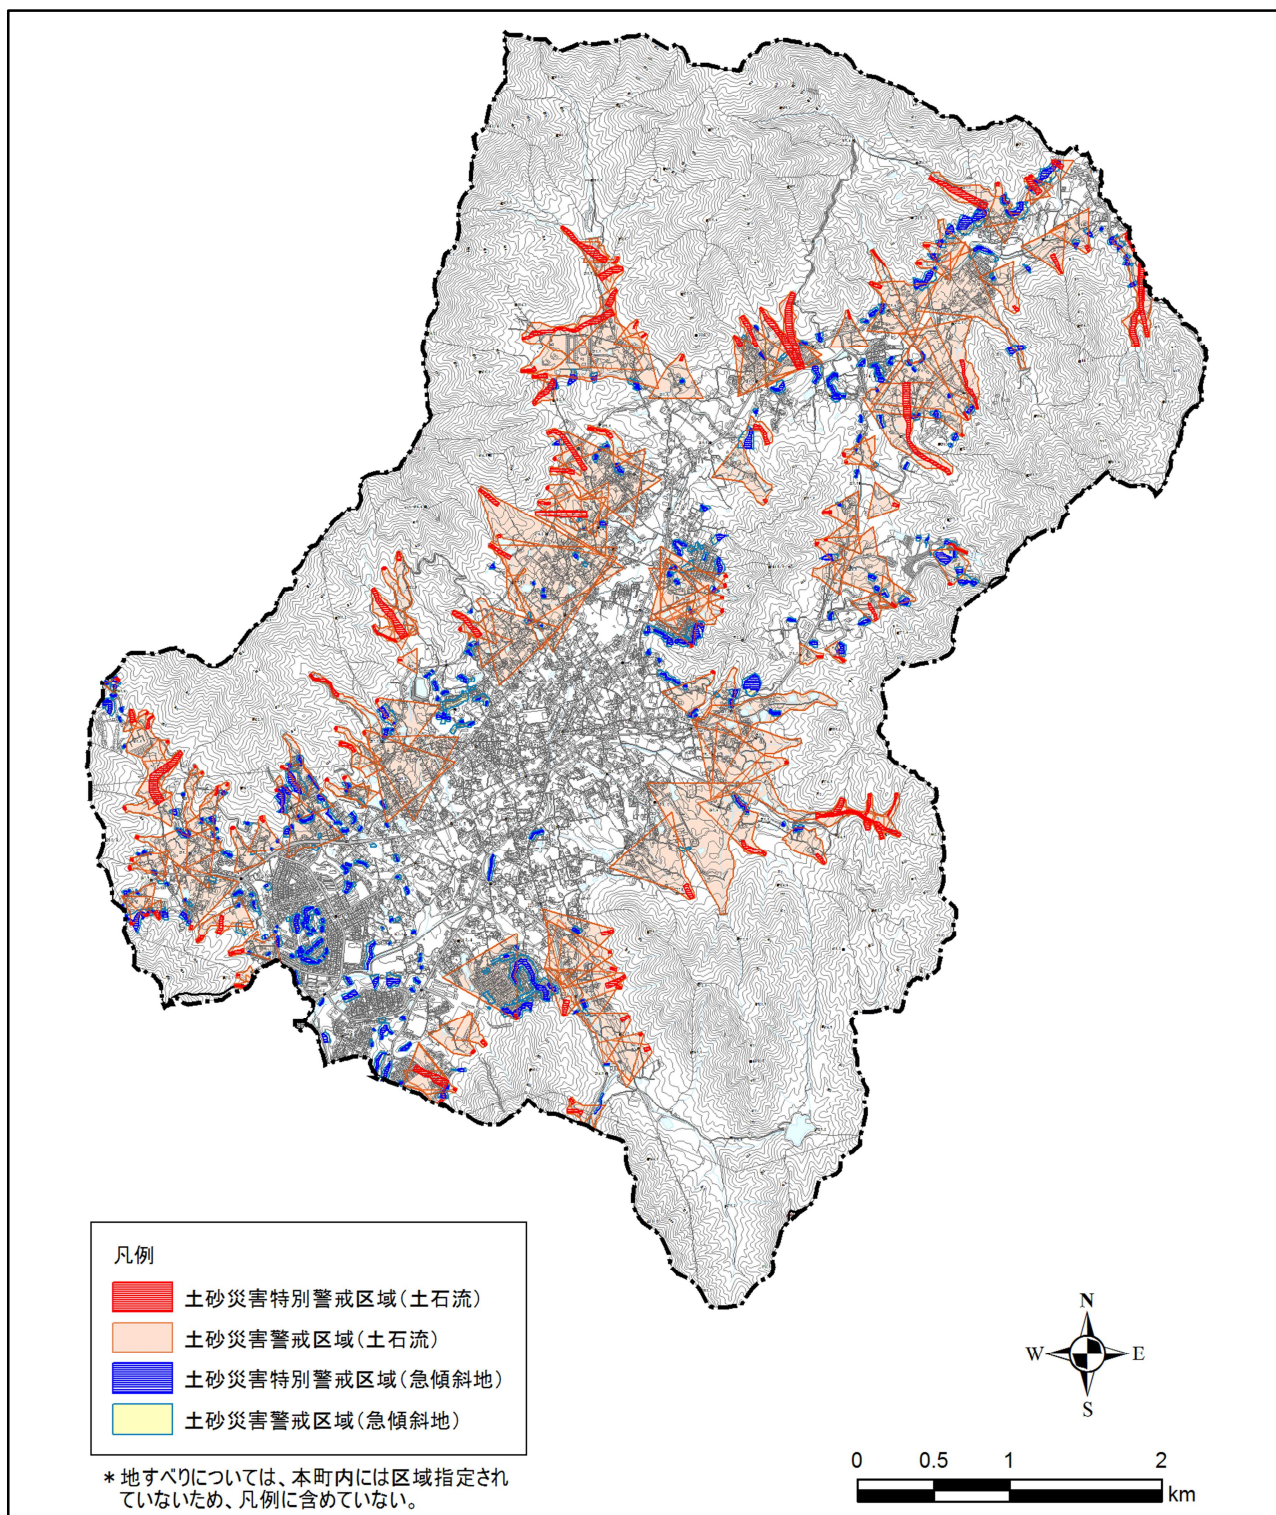 凡例
土砂災害特別警戒区域(土石流)
土砂災害警戒区域(土石流)
土砂災害特別警戒区域(急傾斜地)
土砂災害警戒区域(急傾斜地)
*地すべりについては、本町内には区域指定され
ていないため、凡例に含めていない。
N
W E
S
0 0.5 1 2
km